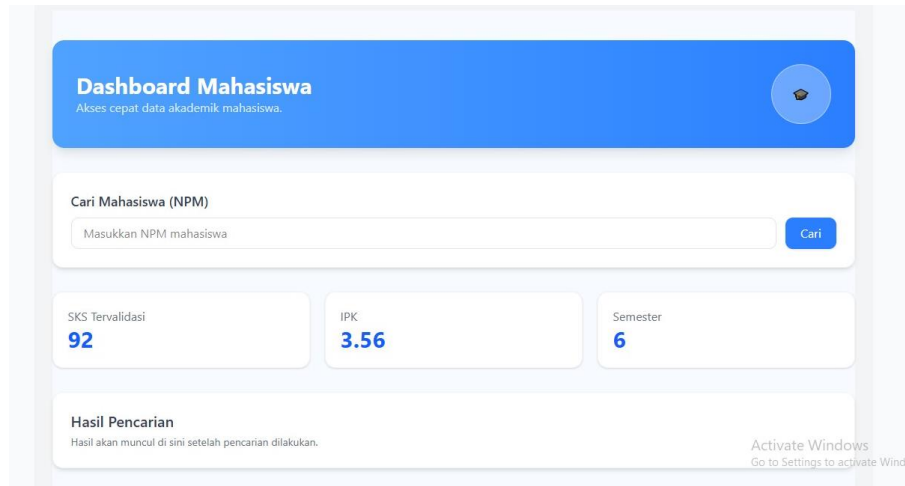 Dashboard Mahasiswa
Akses cepat data akademik mahasiswa.
Cari Mahasiswa (NPM)
Masukkan NPM mahasiswa
Cari
SKS Tervalidasi
92
IPK
3.56
Semester
6
Hasil Pencarian
Hasil akan muncul di sini setelah pencarian dilakukan.
Activate Windows
Go to Settings to activate Wind